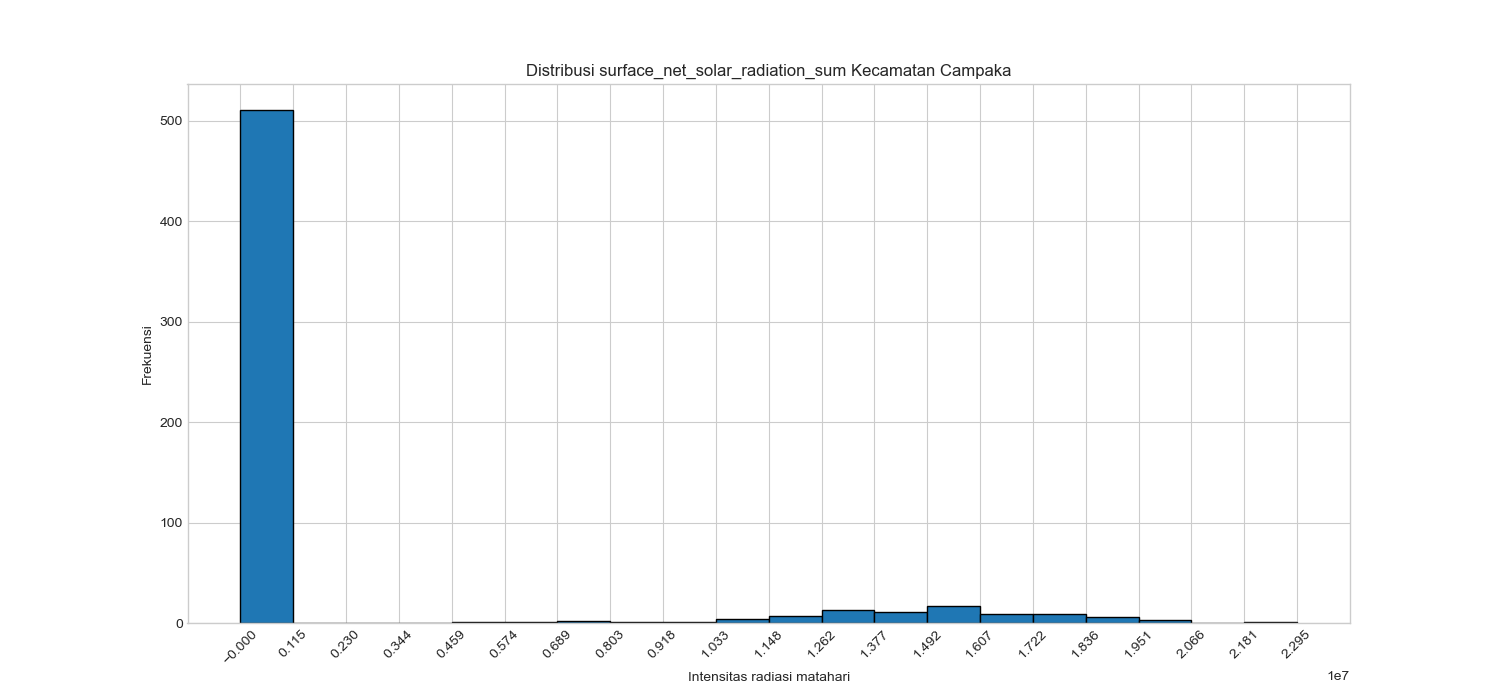 Distribusi surface_net_solar_radiation_sum Kecamatan Campaka
Frekuensi
500
400
300
200
100
0
−0.000 0.115 0.230 0.344 0.459 0.574 0.689 0.803 0.918 1.033 1.148 1.262 1.377 1.492 1.607 1.722 1.836 1.951 2.066 2.181 2.295
1e7
Intensitas radiasi matahari